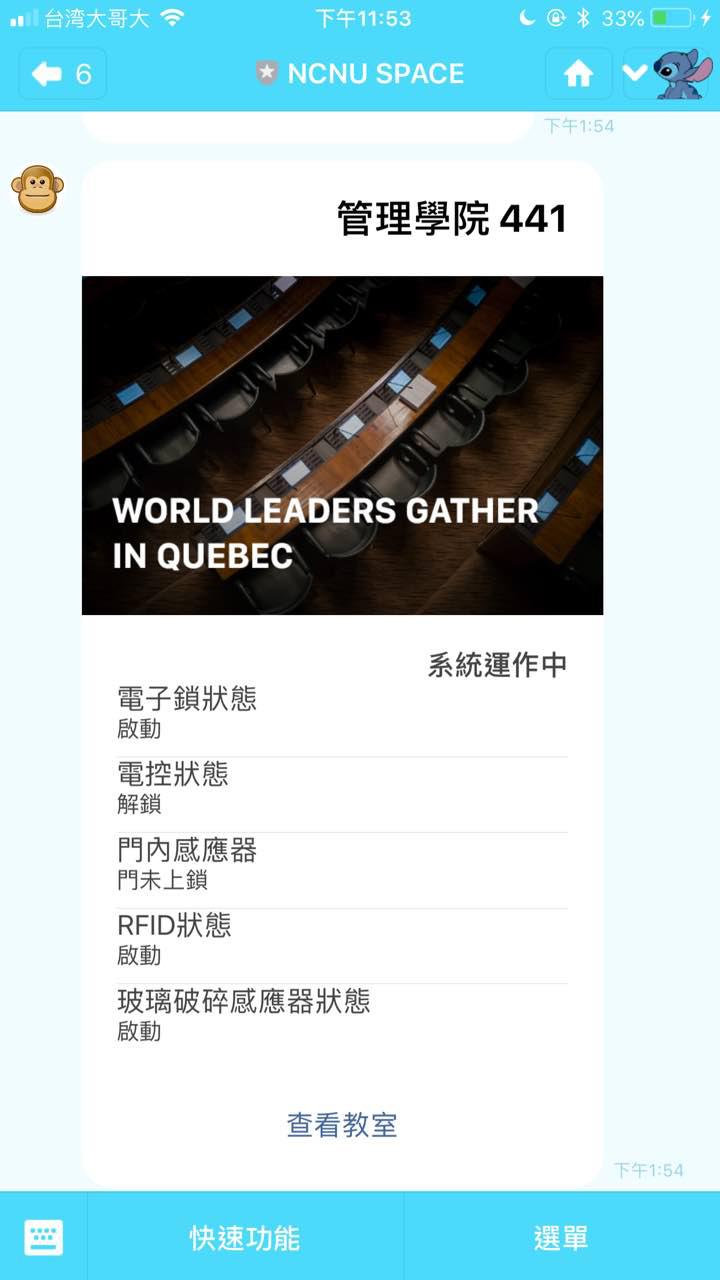 台湾大哥大
下午11:53
33%
6
NCNU SPACE
下午1:54
管理學院 441
WORLD LEADERS GATHER
IN QUEBEC
系統運作中
電子鎖狀態
啟動
電控狀態
解鎖
門內感應器
門未上鎖
RFID狀態
啟動
玻璃破碎感應器狀態
啟動
查看教室
下午1:54
快速功能
選單